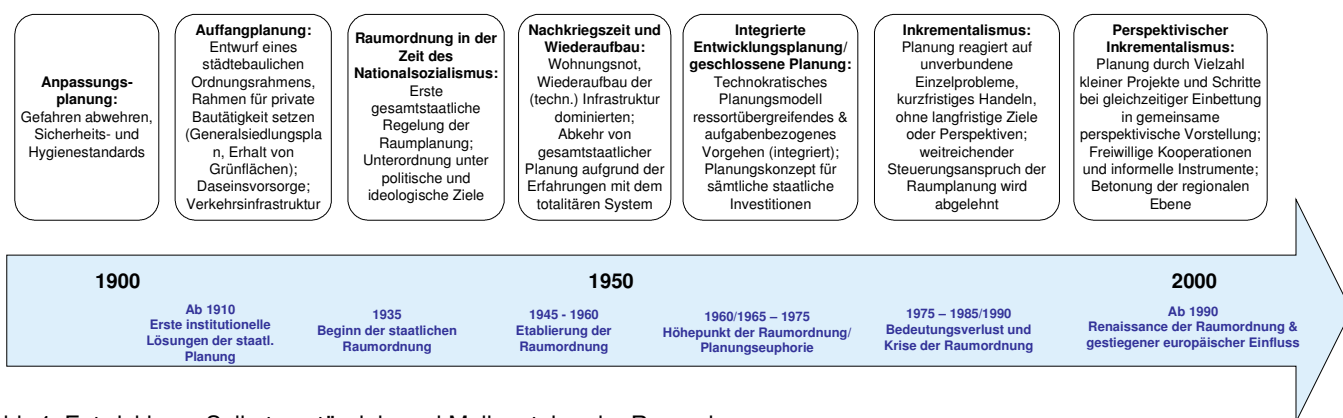 Anpassungs-
planung:
Gefahren abwehren,
Sicherheits- und
Hygienestandards
Auffangplanung:
Entwurf eines
städtebaulichen
Ordnungsrahmens,
Rahmen für private
Bautätigkeit setzen
(Generalsiedlungspla
n, Erhalt von
Grünflächen);
Daseinsvorsorge;
Verkehrsinfrastruktur
Raumordnung in der
Zeit des
Nationalsozialismus:
Erste
gesamtstaatliche
Regelung der
Raumplanung;
Unterordnung unter
politische und
ideologische Ziele
Nachkriegszeit und
Wiederaufbau:
Wohnungsnot,
Wiederaufbau der
(techn.) Infrastruktur
dominierten;
Abkehr von
gesamtstaatlicher
Planung aufgrund der
Erfahrungen mit dem
totalitären System
Integrierte
Entwicklungsplanung/
geschlossene Planung:
Technokratisches
Planungsmodell
ressortübergreifendes &
aufgabenbezogenes
Vorgehen (integriert);
Planungskonzept für
sämtliche staatliche
Investitionen
Inkrementalismus:
Planung reagiert auf
unverbundene
Einzelprobleme,
kurzfristiges Handeln,
ohne langfristige Ziele
oder Perspektiven;
weitreichender
Steuerungsanspruch der
Raumplanung wird
abgelehnt
Perspektivischer
Inkrementalismus:
Planung durch Vielzahl
kleiner Projekte und Schritte
bei gleichzeitiger Einbettung
in gemeinsame
perspektivische Vorstellung;
Freiwillige Kooperationen
und informelle Instrumente;
Betonung der regionalen
Ebene
1900
1950
2000
Ab 1910
Erste institutionelle
Lösungen der staatl.
Planung
1935
Beginn der staatlichen
Raumordnung
1945 - 1960
Etablierung der
Raumordnung
1960/1965 – 1975
Höhepunkt der Raumordnung/
Planungseuphorie
1975 – 1985/1990
Bedeutungsverlust und
Krise der Raumordnung
Ab 1990
Renaissance der Raumordnung &
gestiegener europäischer Einfluss